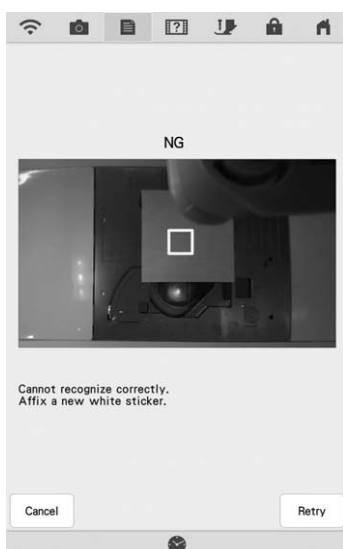 NG
Cannot recognize correctly.
Affix a new white sticker.
Cancel
Retry